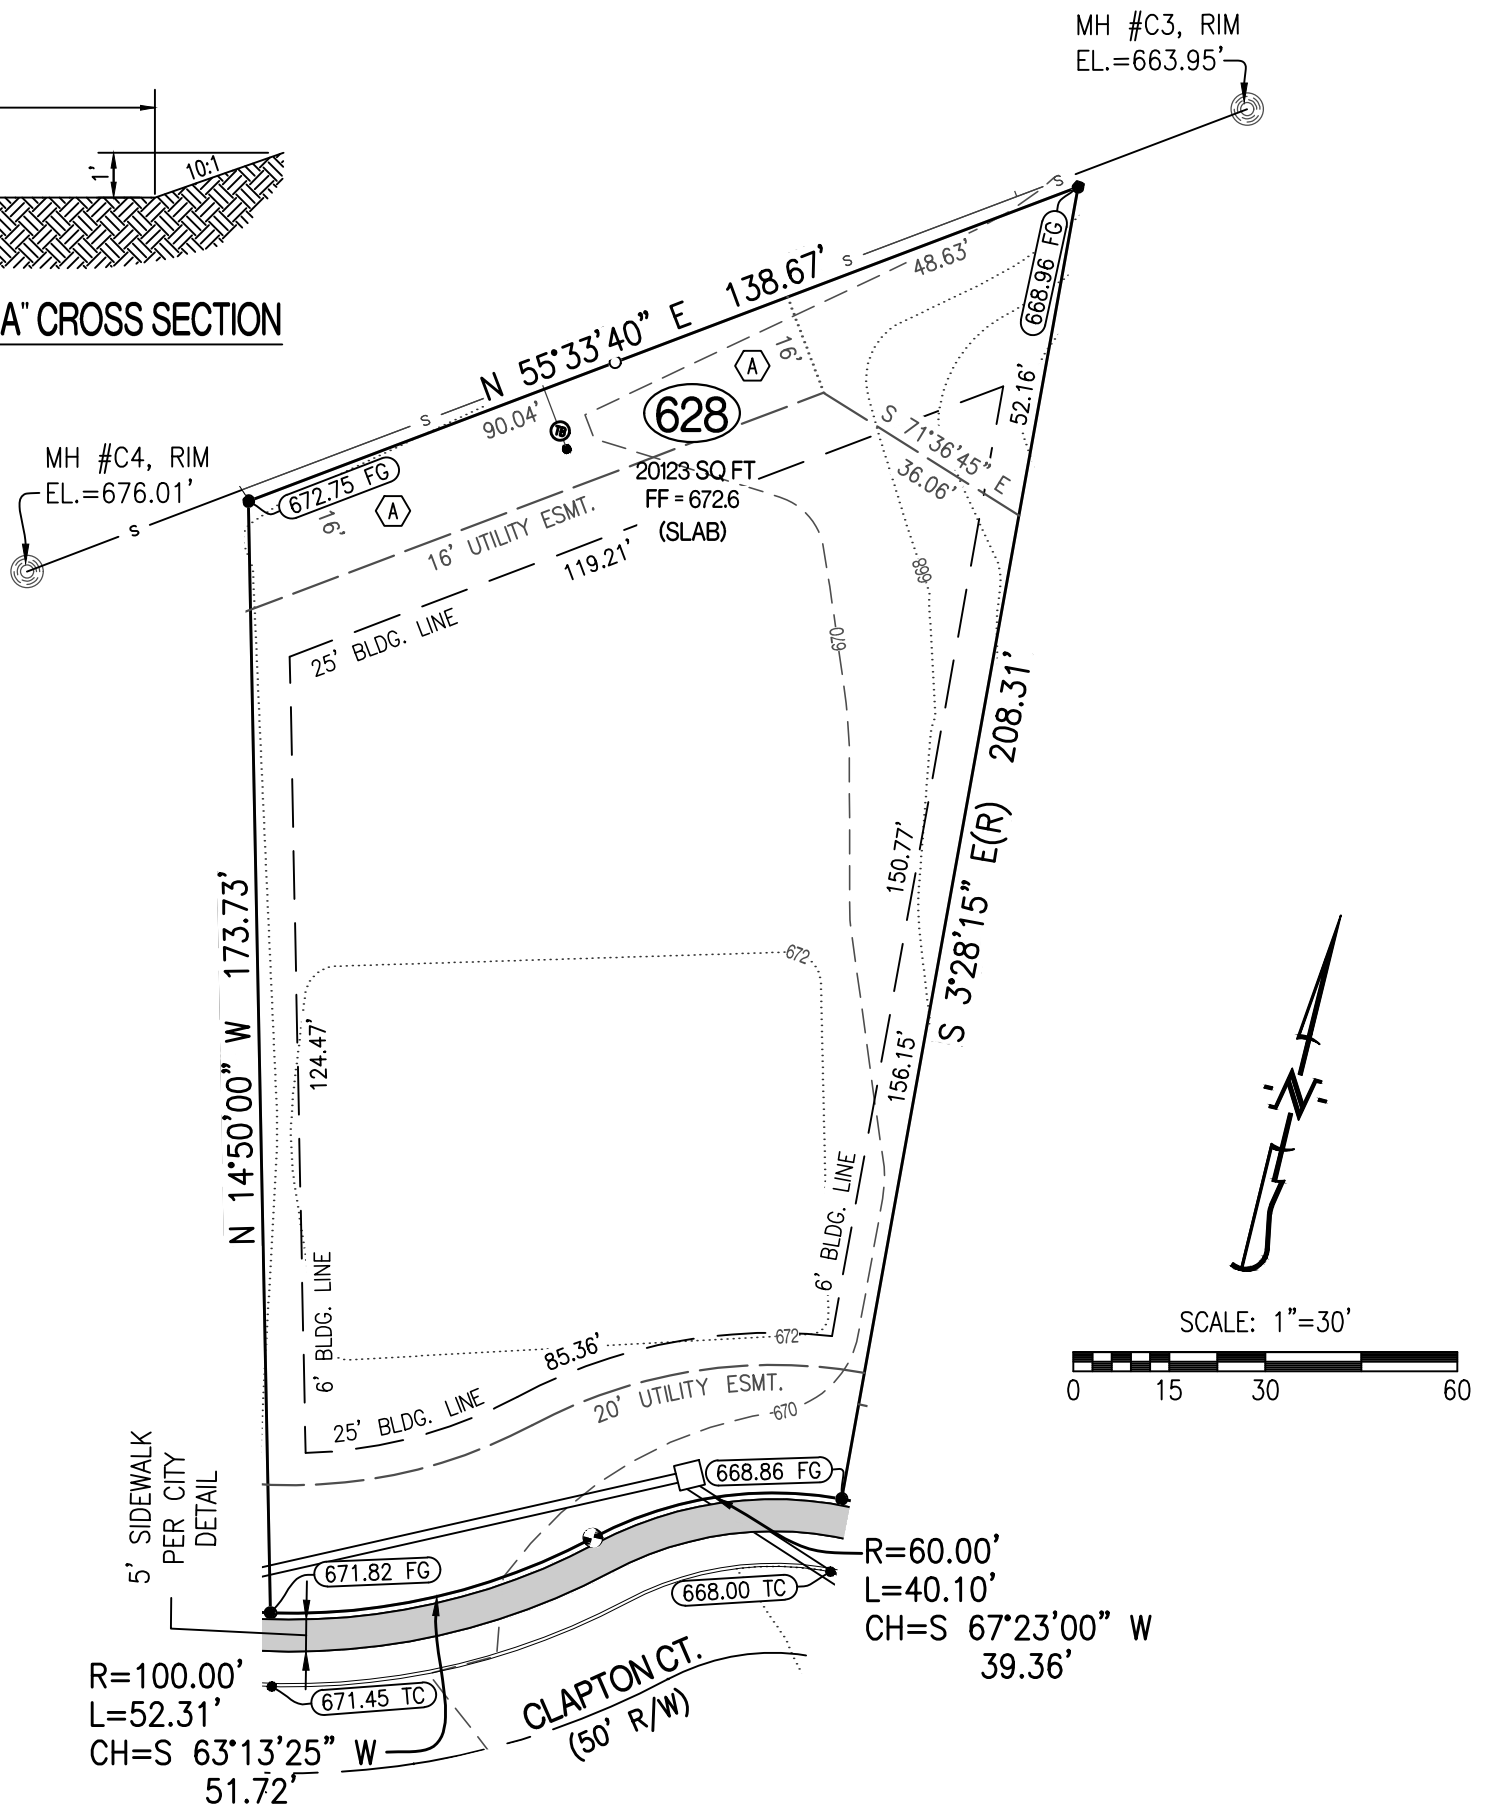 MH #C3, RIM
EL.=663.95'
1'
10:1
A" CROSS SECTION
S
668.96 FG
48.63'
S
N 55°33'40" E 138.67'
16'
A
628
20123 SQ FT
FF = 672.6
(SLAB)
TB
90.04'
S
52.16'
S 71°36'45" E
36.06'
MH #C4, RIM
EL.=676.01'
S
672.75 FG
A
16'
16' UTILITY ESMT.
119.21'
25' BLDG. LINE
668
670
S 3°28'15" E(R) 208.31'
150.77'
156.15'
N 14°50'00" W 173.73'
672
124.47'
6' BLDG. LINE
6' BLDG. LINE
N
SCALE: 1"=30'
0 15 30 60
672
85.36'
25' BLDG. LINE
20' UTILITY ESMT.
670
5' SIDEWALK
PER CITY
DETAIL
668.86 FG
671.82 FG
668.00 TC
671.45 TC
R=60.00'
L=40.10'
CH=S 67°23'00" W
39.36'
R=100.00'
L=52.31'
CH=S 63°13'25" W
51.72'
CLAPTON CT.
(50' R/W)